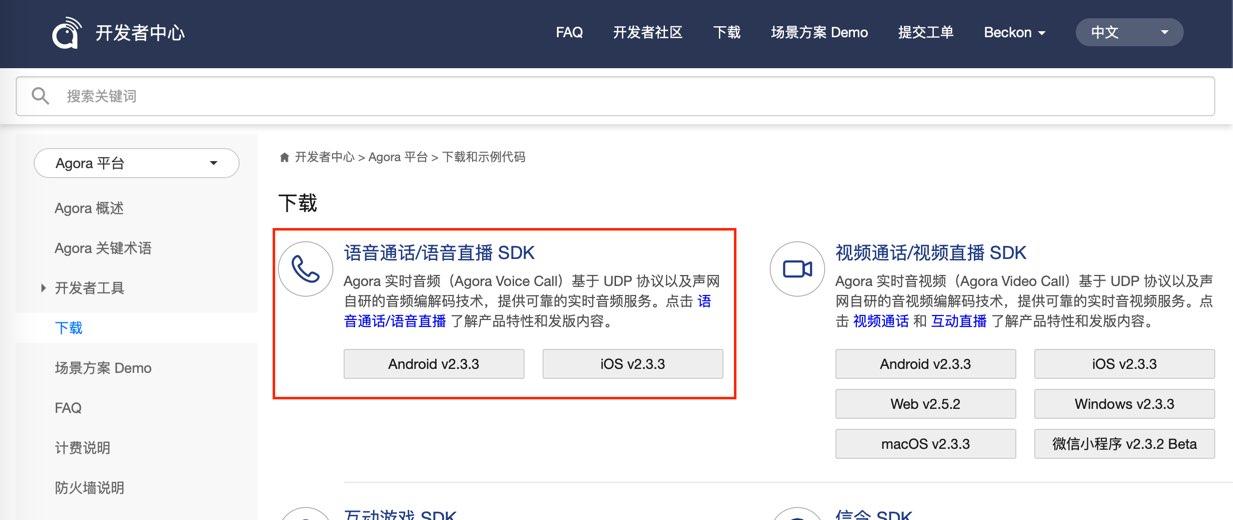 开发者中心
FAQ
开发者社区
下载
场景方案 Demo
提交工单
Beckon
中文
搜索关键词
Agora 平台
Agora 概述
Agora 关键术语
开发者工具
下载
场景方案 Demo
FAQ
计费说明
防火墙说明
开发者中心 > Agora 平台 > 下载和示例代码
下载
语音通话/语音直播 SDK
Agora 实时音频（Agora Voice Call）基于 UDP 协议以及声网
自研的音频编解码技术，提供可靠的实时音频服务。点击 语
音通话/语音直播 了解产品特性和发版内容。
Android v2.3.3
iOS v2.3.3
视频通话/视频直播 SDK
Agora 实时音视频（Agora Video Call）基于 UDP 协议以及声
网自研的音视频编解码技术，提供可靠的实时音视频服务。点
击 视频通话 和 互动直播 了解产品特性和发版内容。
Android v2.3.3
iOS v2.3.3
Web v2.5.2
Windows v2.3.3
macOS v2.3.3
微信小程序 v2.3.2 Beta
互动游戏 SDK
信令 SDK